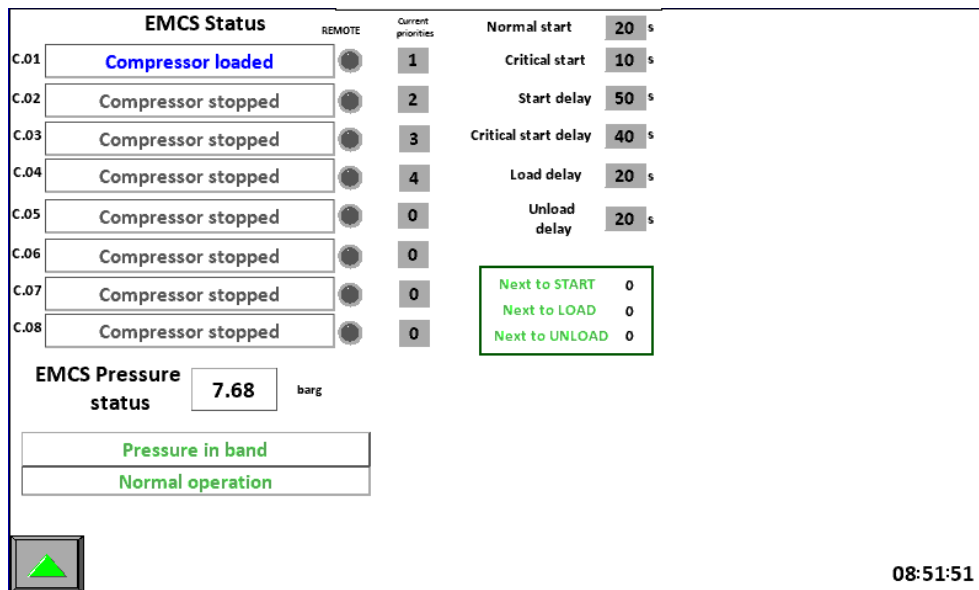 EMCS Status REMOTE Current priorities
C.01 Compressor loaded 1
C.02 Compressor stopped 2
C.03 Compressor stopped 3
C.04 Compressor stopped 4
C.05 Compressor stopped 0
C.06 Compressor stopped 0
C.07 Compressor stopped 0
C.08 Compressor stopped 0
Normal start 20 s
Critical start 10 s
Start delay 50 s
Critical start delay 40 s
Load delay 20 s
Unload
delay 20 s
Next to START 0
Next to LOAD 0
Next to UNLOAD 0
EMCS Pressure
status 7.68 barg
Pressure in band
Normal operation
08:51:51